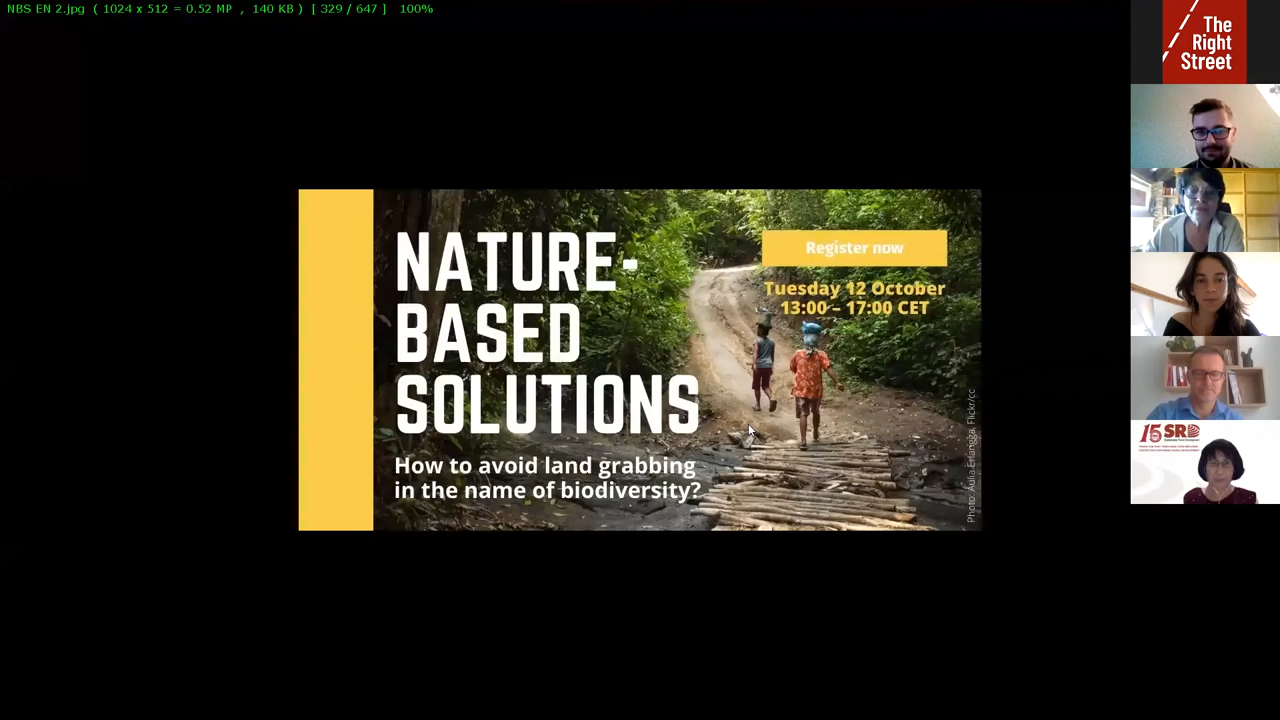 NBS EN 2.jpg ( 1024 x 512 = 0.52 MP , 140 KB ) [ 329 / 647 ] 100%
The
Right
Street
NATURE-
BASED
SOLUTIONS
How to avoid land grabbing
in the name of biodiversity?
Register now
Tuesday 12 October
13:00 – 17:00 CET
Photo: Aulia Erlangga, Flickr/cc
15 SRD